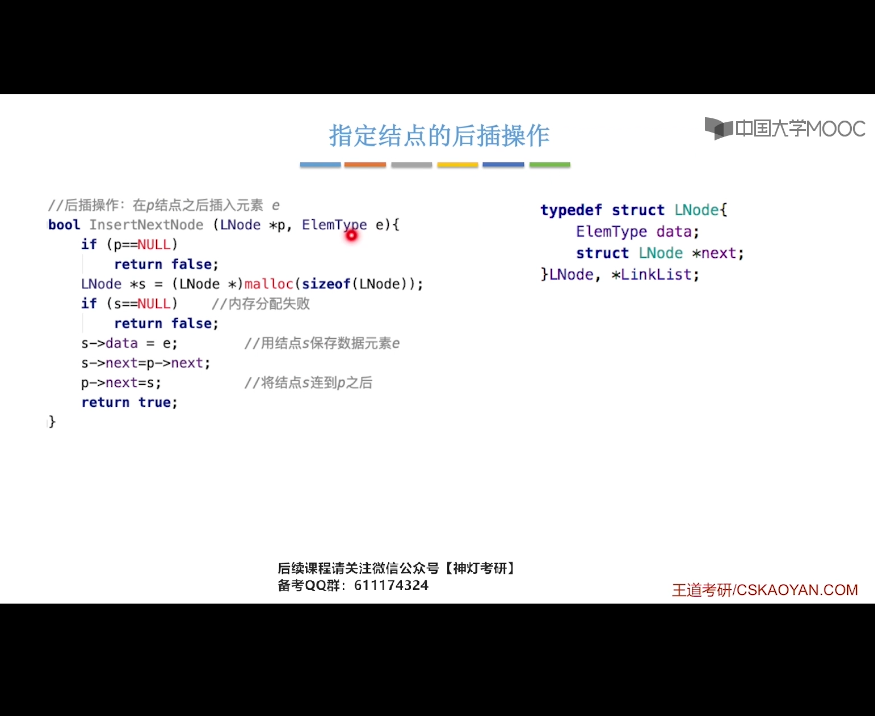 指定结点的后插操作
中国大学MOOC
//后插操作：在p结点之后插入元素 e
bool InsertNextNode (LNode *p, ElemType e){
    if (p==NULL)
        return false;
    LNode *s = (LNode *)malloc(sizeof(LNode));
    if (s==NULL)    //内存分配失败
        return false;
    s->data = e;        //用结点s保存数据元素e
    s->next=p->next;
    p->next=s;          //将结点s连到p之后
    return true;
}
typedef struct LNode{
    ElemType data;
    struct LNode *next;
}LNode, *LinkList;
后续课程请关注微信公众号【神灯考研】
备考QQ群：611174324
王道考研/CSKAOYAN.COM